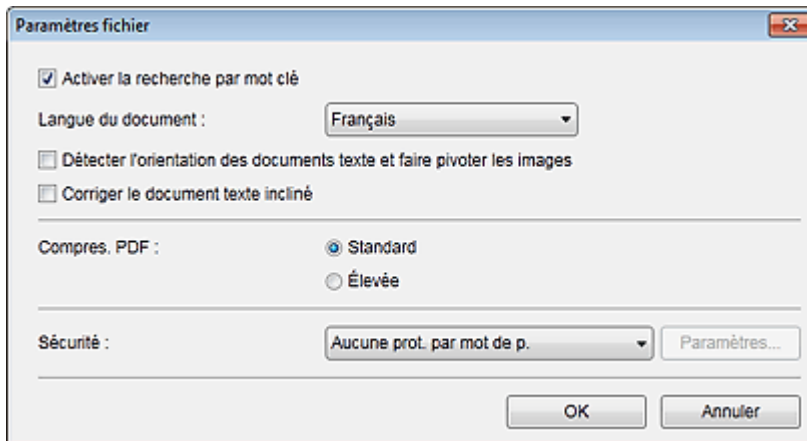 Paramètres fichier
Activer la recherche par mot clé
Langue du document : Français
Détecter l'orientation des documents texte et faire pivoter les images
Corriger le document texte incliné
Compres. PDF : Standard
Élevée
Sécurité : Aucune prot. par mot de p. Paramètres...
OK Annuler